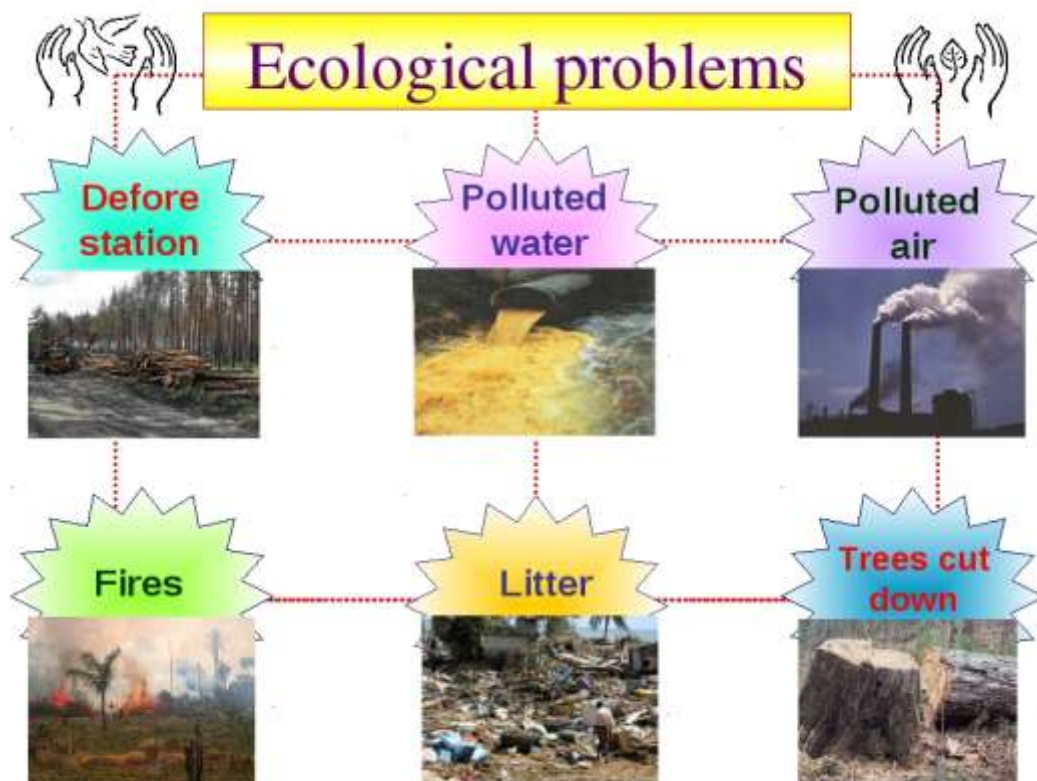 Ecological problems
Defore
station
Polluted
water
Polluted
air
Fires
Litter
Trees cut
down